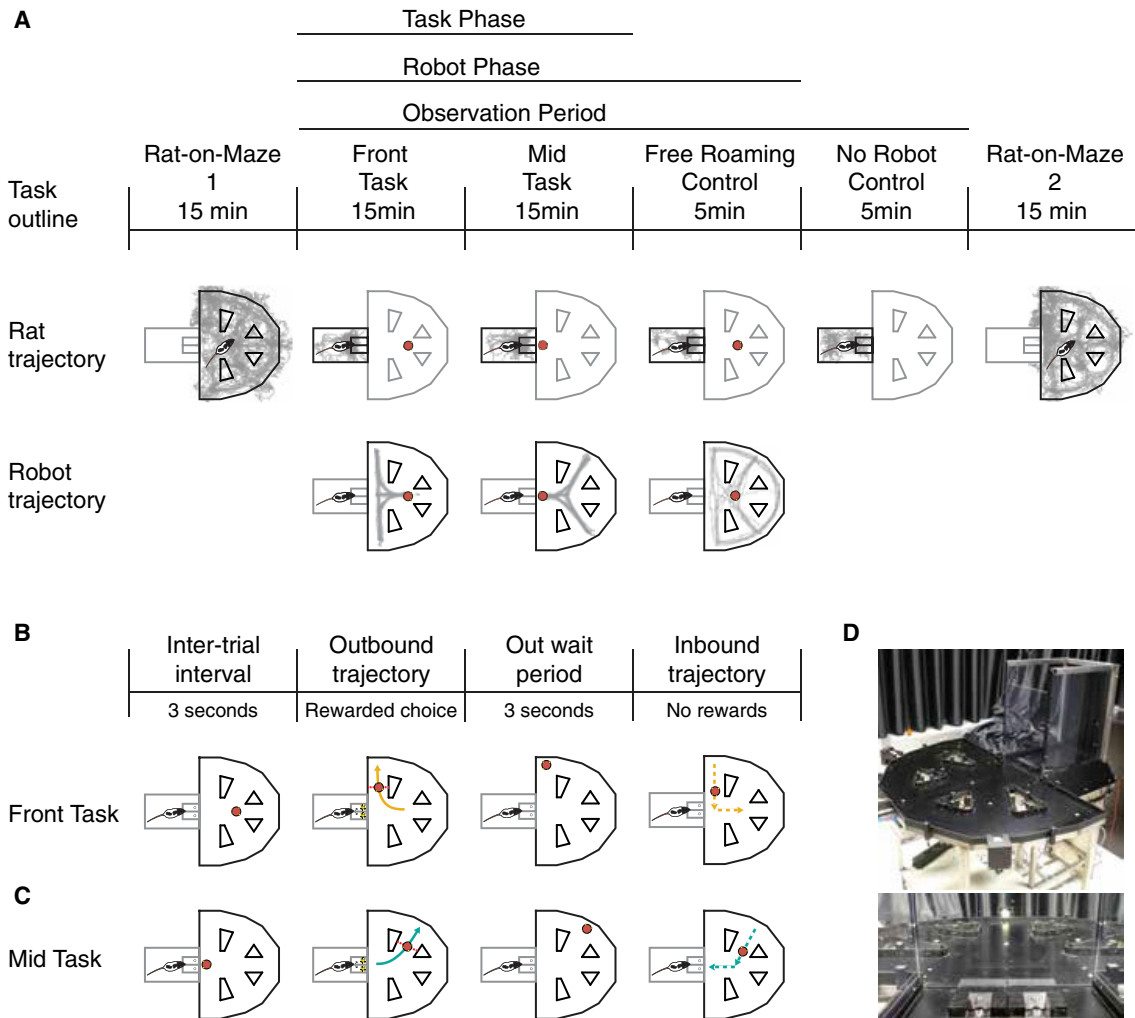 A
Task Phase
Robot Phase
Observation Period
Task
outline
Rat-on-Maze
1
15 min
Front
Task
15min
Mid
Task
15min
Free Roaming
Control
5min
No Robot
Control
5min
Rat-on-Maze
2
15 min
Rat
trajectory
Robot
trajectory
B
Inter-trial
interval
3 seconds
Outbound
trajectory
Rewarded choice
Out wait
period
3 seconds
Inbound
trajectory
No rewards
Front Task
C
Mid Task
D